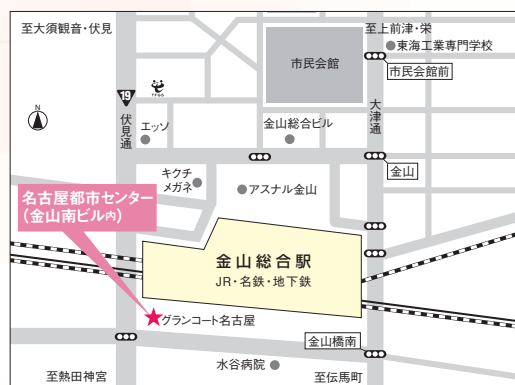 至大須観音・伏見
至上前津・栄
東海工業専門学校
市民会館
市民会館前
19
伏見通
大津通
N
エッソ
金山総合ビル
金山
キクチ
メガネ
アスナル金山
名古屋都市センター
(金山南ビル内)
金山総合駅
JR・名鉄・地下鉄
グランコート名古屋
金山橋南
水谷病院
至熱田神宮
至伝馬町